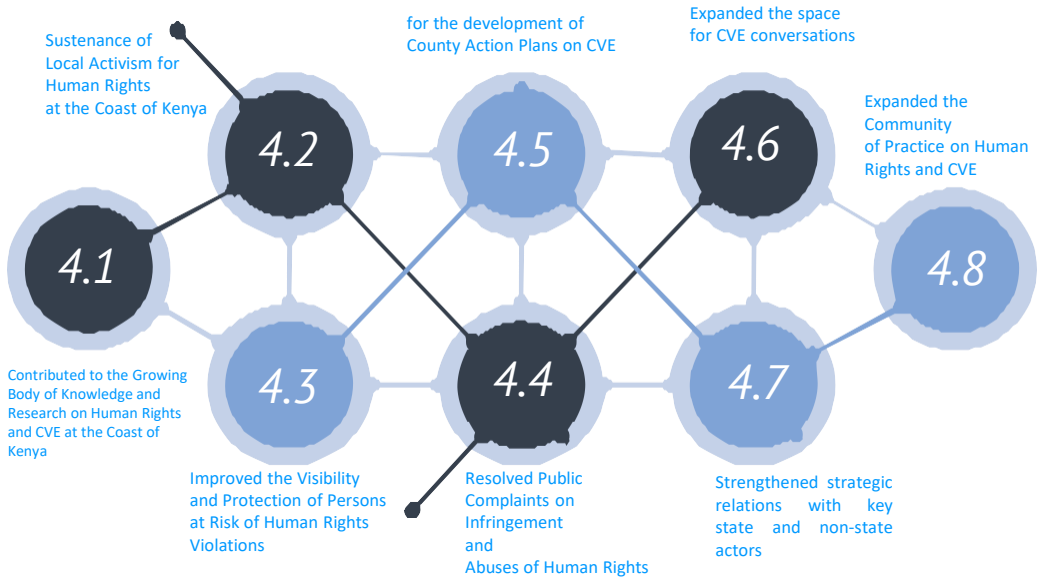 Sustenance of
Local Activism for
Human Rights
at the Coast of Kenya
for the development of
County Action Plans on CVE
Expanded the space
for CVE conversations
Expanded the
Community
of Practice on Human
Rights and CVE
4.2
4.5
4.6
4.1
4.8
4.3
4.4
4.7
Contributed to the Growing
Body of Knowledge and
Research on Human Rights
and CVE at the Coast of
Kenya
Improved the Visibility
and Protection of Persons
at Risk of Human Rights
Violations
Resolved Public
Complaints on
Infringement
and
Abuses of Human Rights
Strengthened strategic
relations with key
state and non-state
actors